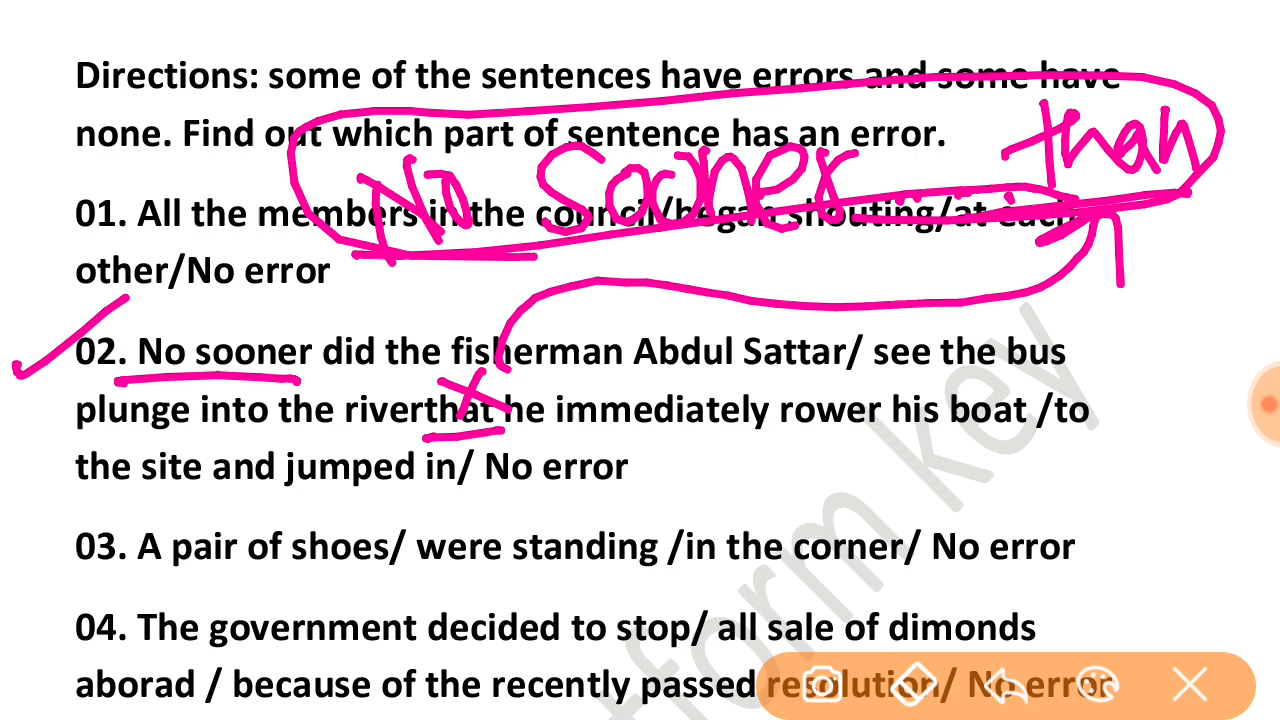 Directions: some of the sentences have errors and some have
none. Find out which part of sentence has an error.
No Sooner ..... than
01. All the members in the council/began shouting/at each
other/No error
02. No sooner did the fisherman Abdul Sattar/ see the bus
plunge into the riverthat he immediately rower his boat /to
the site and jumped in/ No error
03. A pair of shoes/ were standing /in the corner/ No error
04. The government decided to stop/ all sale of dimonds
aborad / because of the recently passed resolution/ No error
form key